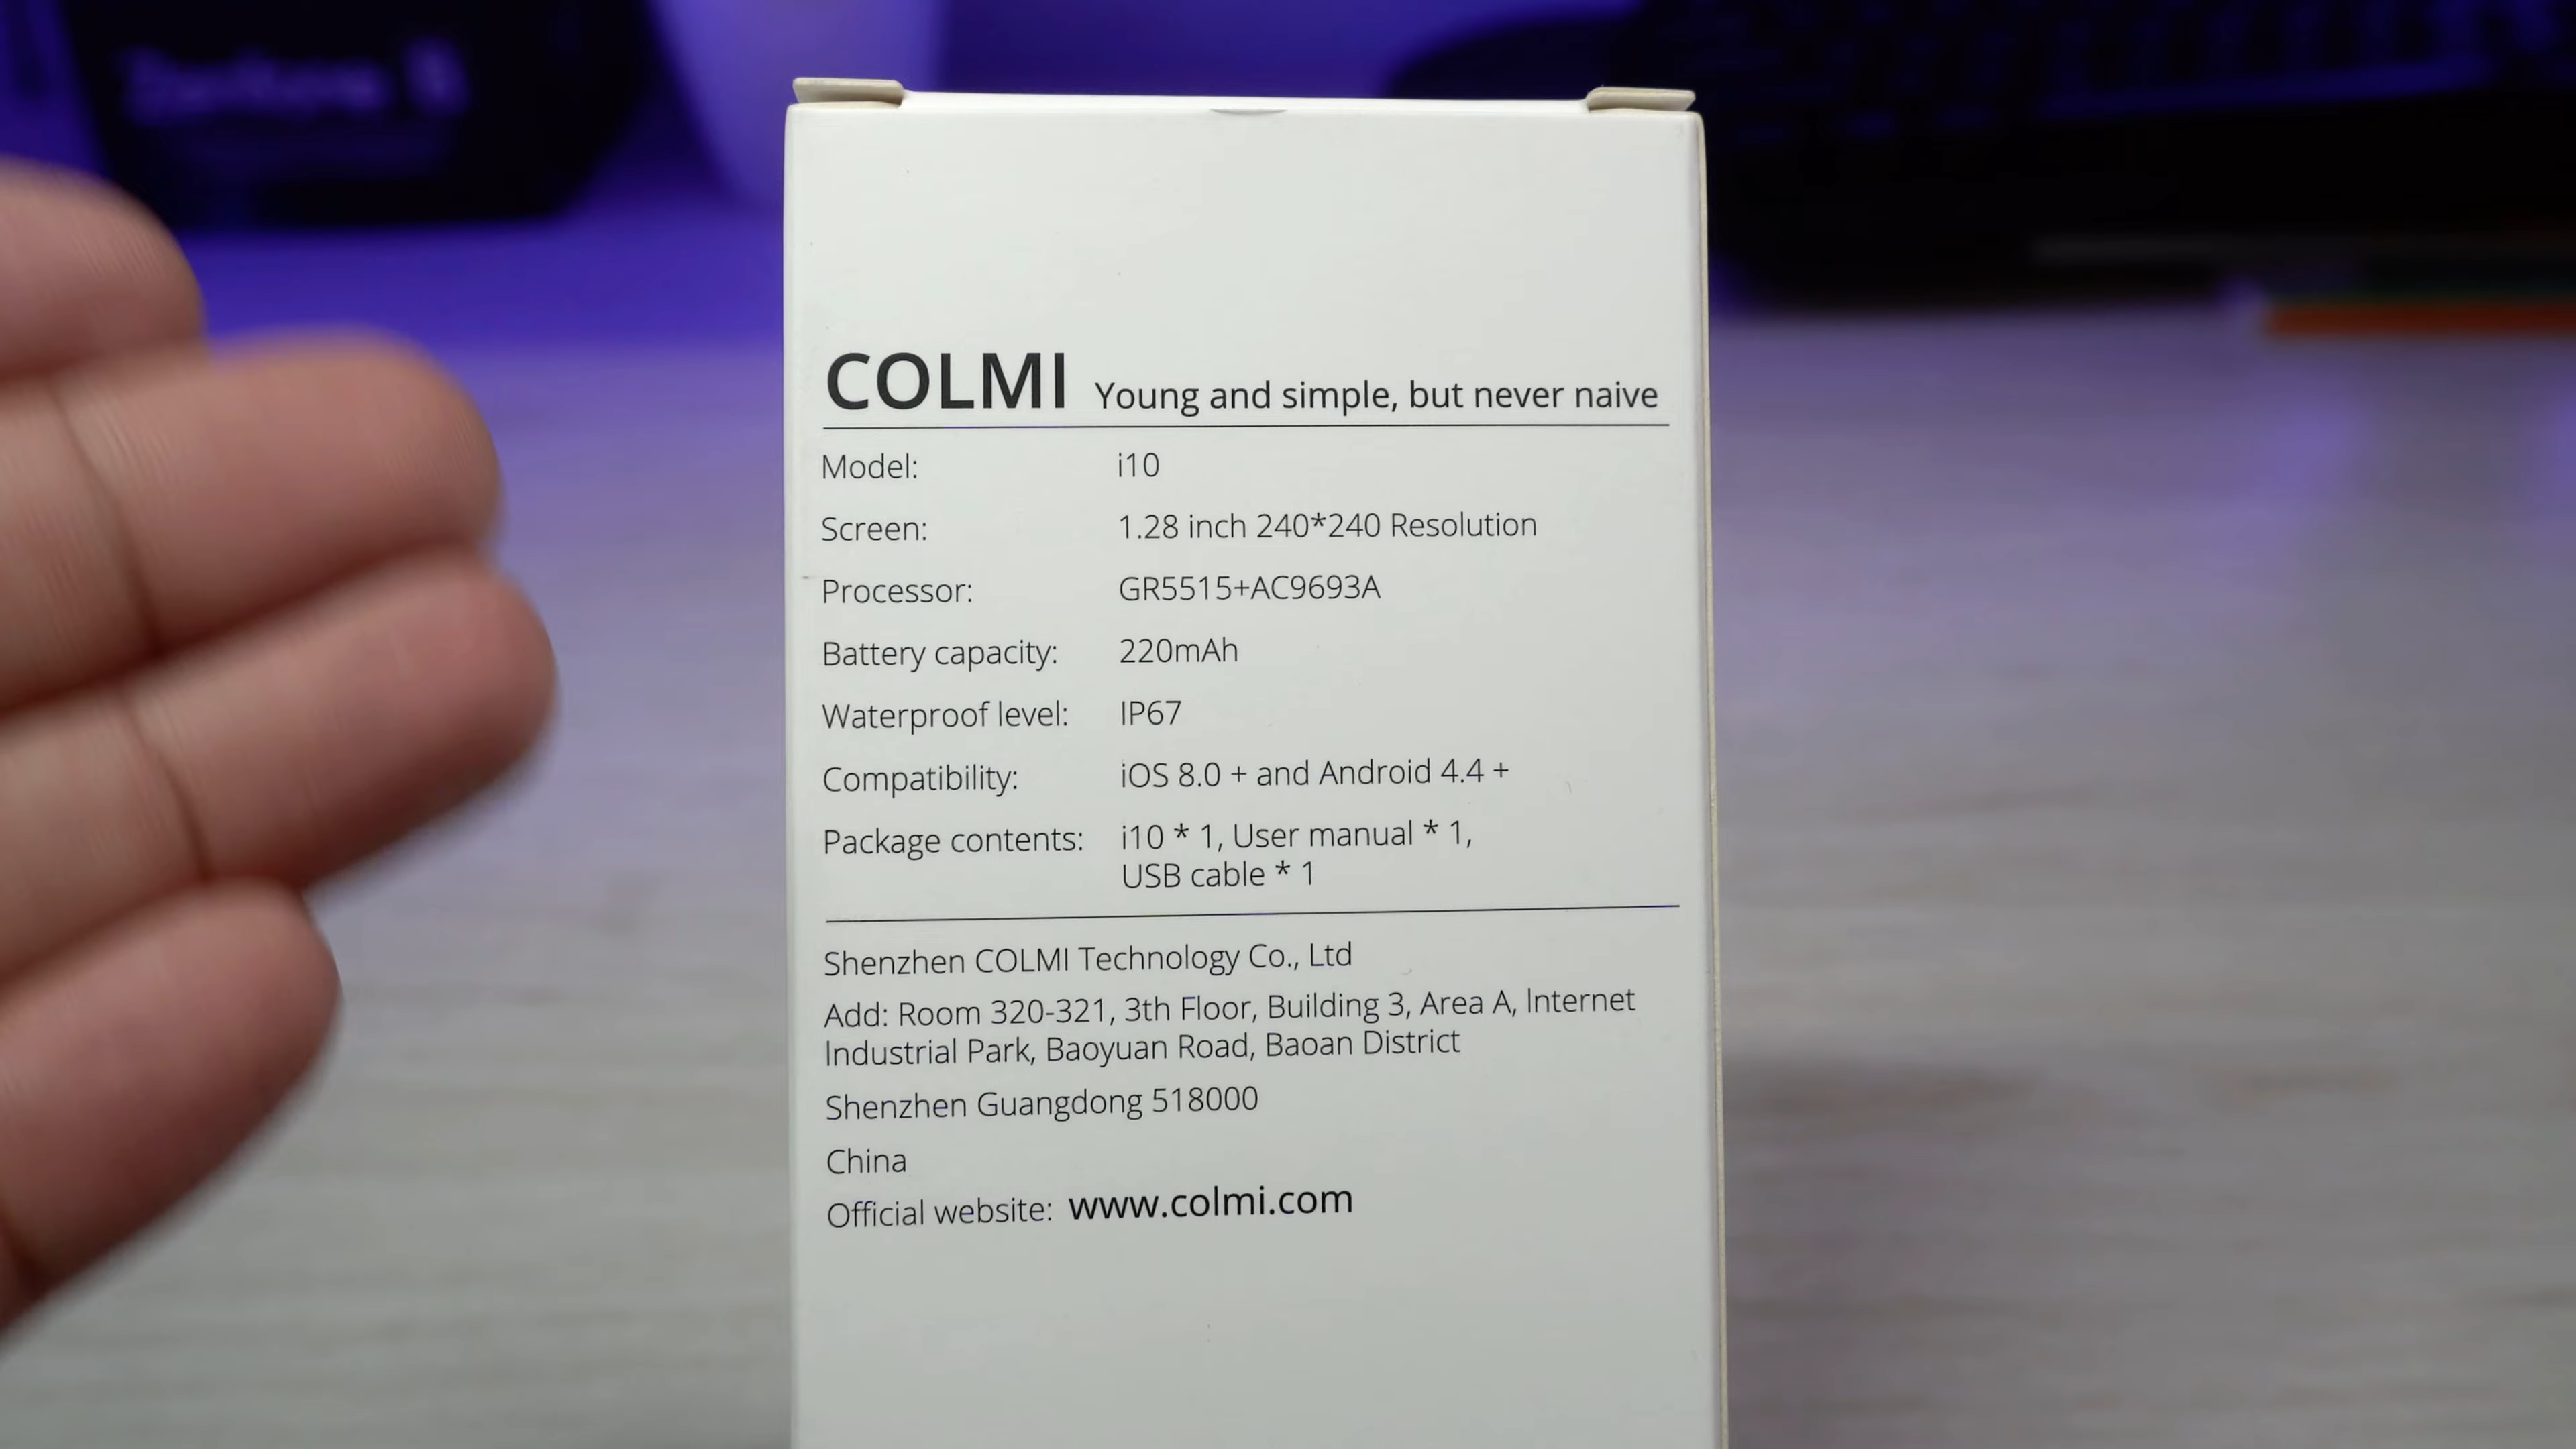 COLMI Young and simple, but never naive
Model: i10
Screen: 1.28 inch 240*240 Resolution
Processor: GR5515+AC9693A
Battery capacity: 220mAh
Waterproof level: IP67
Compatibility: iOS 8.0 + and Android 4.4 +
Package contents: i10 * 1, User manual * 1,
USB cable * 1
Shenzhen COLMI Technology Co., Ltd
Add: Room 320-321, 3th Floor, Building 3, Area A, Internet
Industrial Park, Baoyuan Road, Baoan District
Shenzhen Guangdong 518000
China
Official website: www.colmi.com